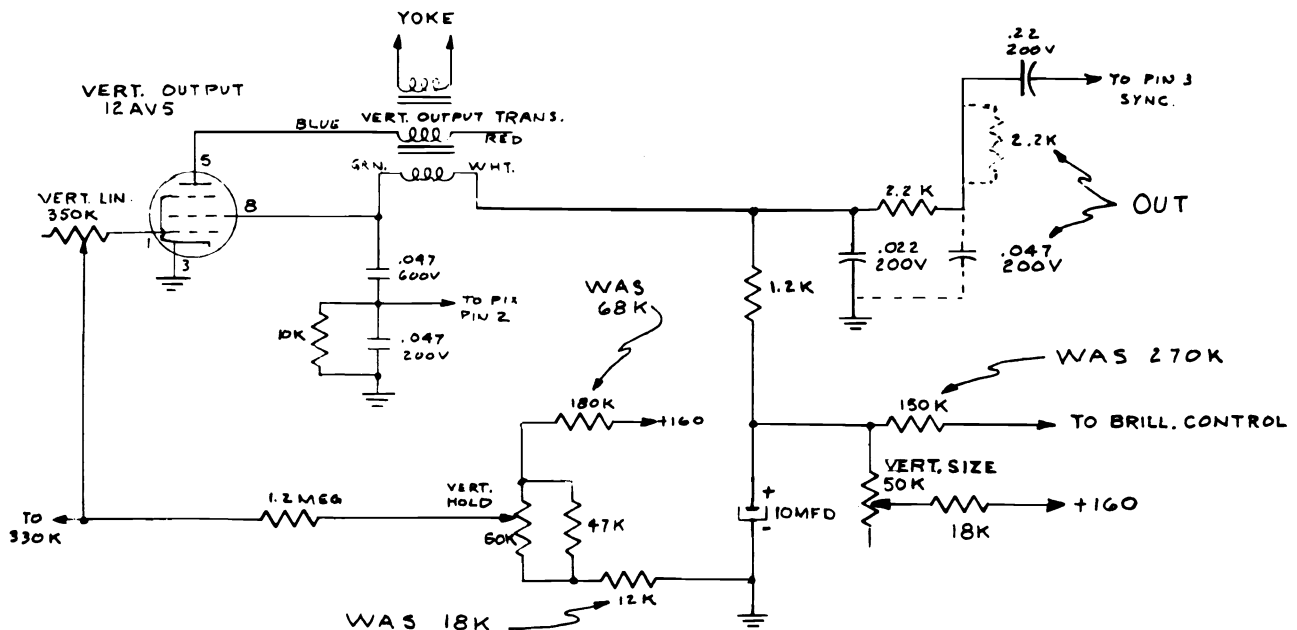 YOKE
VERT. OUTPUT
12AV5
BLUE
VERT. OUTPUT TRANS.
RED
GRN.
WHT.
.22
200V
TO PIN 3
SYNC.
2.2K
OUT
2.2K
5
8
1
3
VERT. LIN.
350K
.047
600V
TO PIX
PIN 2
10K
.047
200V
.022
200V
.047
200V
1.2K
WAS
68K
WAS 270K
180K
+160
150K
TO BRILL. CONTROL
VERT. SIZE
50K
18K
+160
1.2 MEG
VERT.
HOLD
50K
47K
+
10MFD
-
TO
330K
12K
WAS 18K